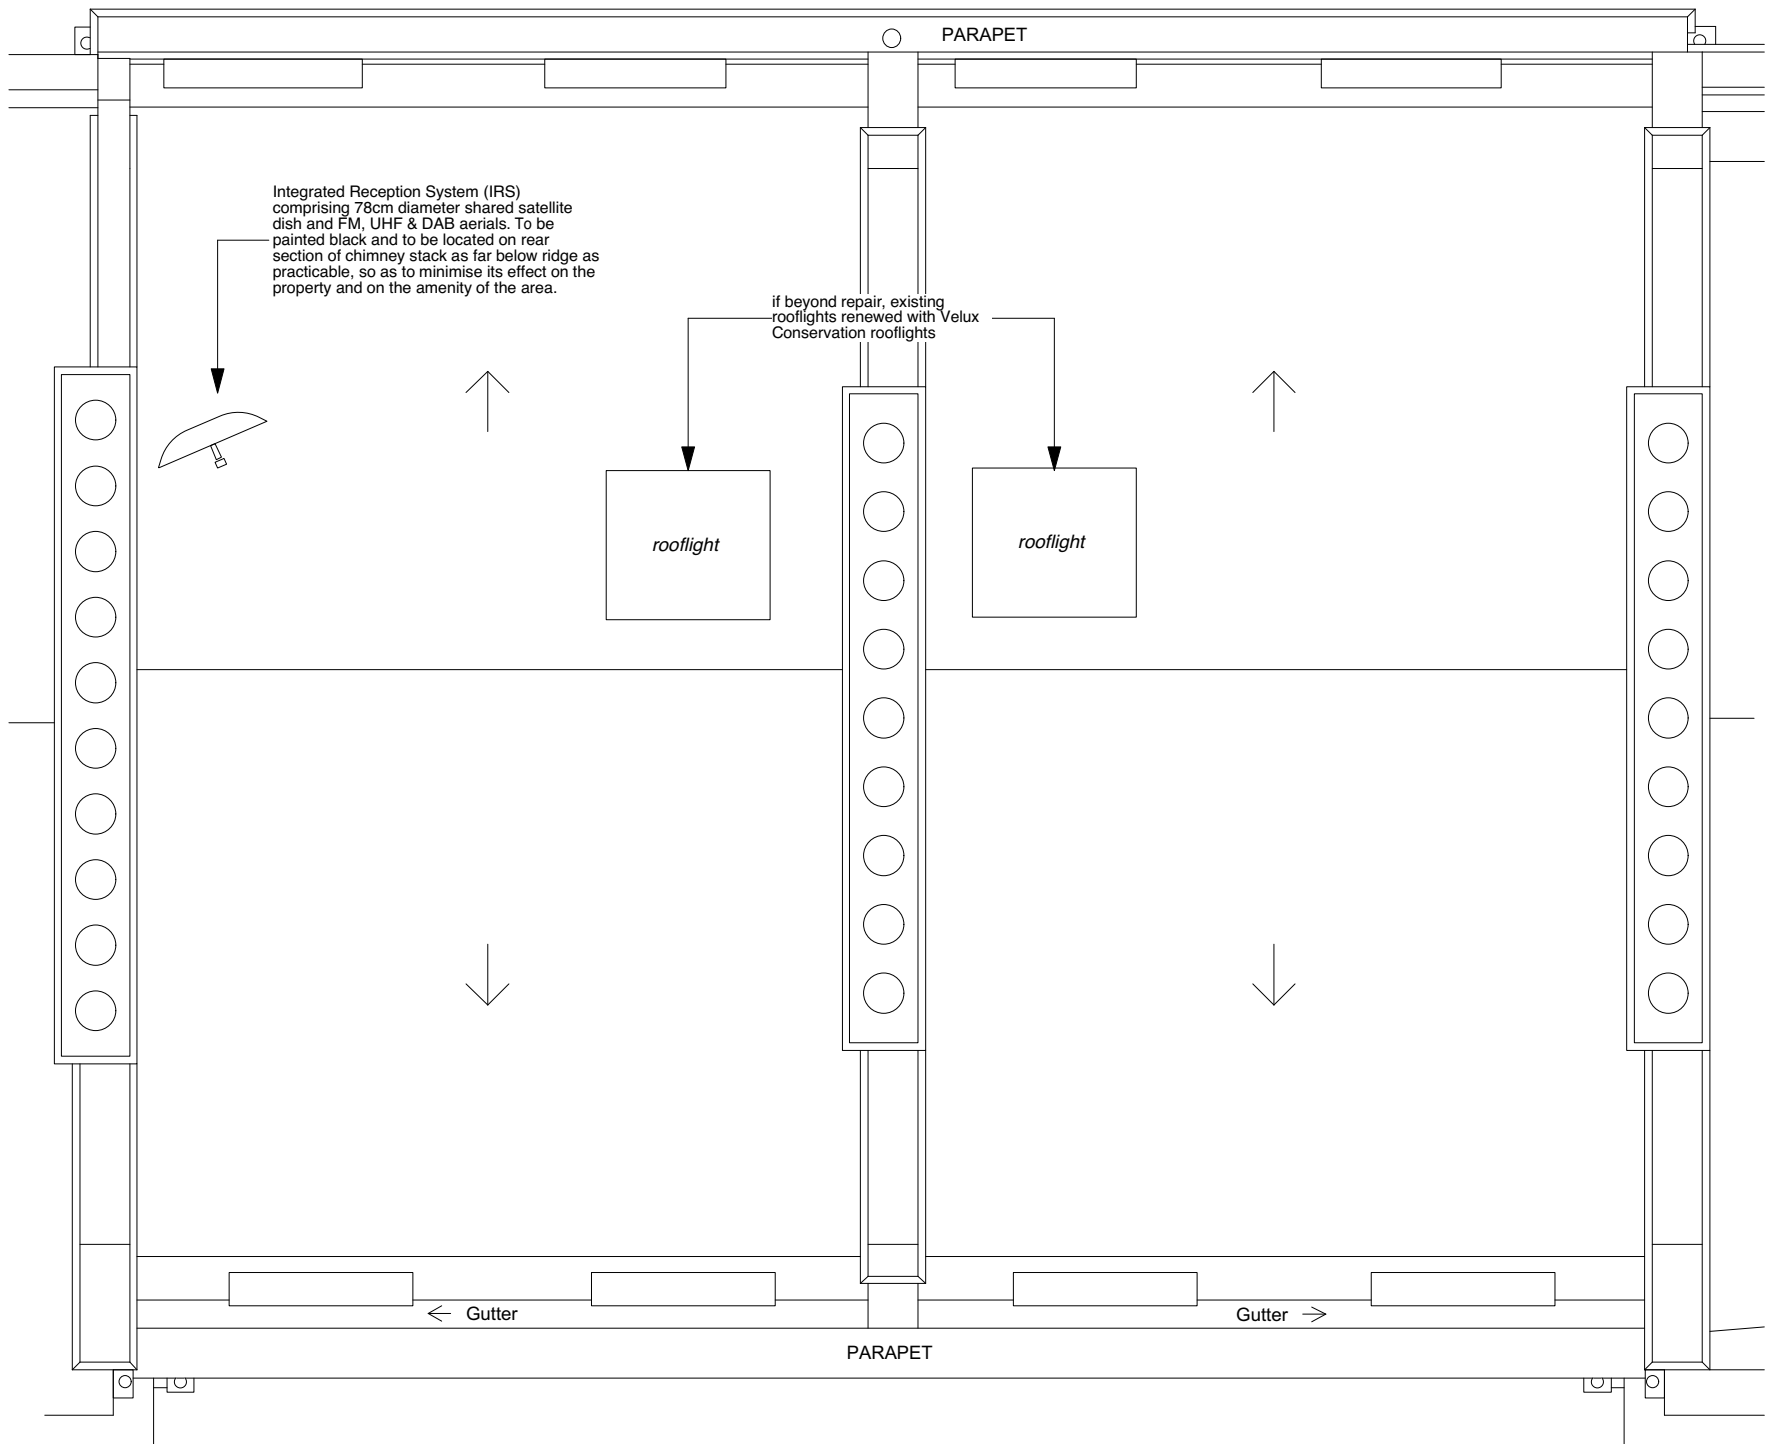 PARAPET
Integrated Reception System (IRS)
comprising 78cm diameter shared satellite
dish and FM, UHF & DAB aerials. To be
painted black and to be located on rear
section of chimney stack as far below ridge as
practicable, so as to minimise its effect on the
property and on the amenity of the area.
if beyond repair, existing
rooflights renewed with Velux
Conservation rooflights
rooflight
rooflight
Gutter
Gutter
PARAPET